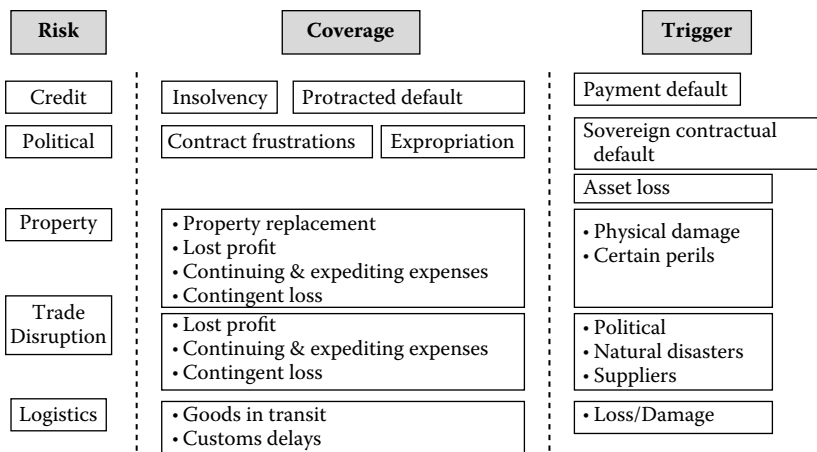 Risk
Coverage
Trigger
Credit
Insolvency
Protracted default
Payment default
Political
Contract frustrations
Expropriation
Sovereign contractual
default
Asset loss
Property
• Property replacement
• Lost profit
• Continuing & expediting expenses
• Contingent loss
• Physical damage
• Certain perils
Trade
Disruption
• Lost profit
• Continuing & expediting expenses
• Contingent loss
• Political
• Natural disasters
• Suppliers
Logistics
• Goods in transit
• Customs delays
• Loss/Damage